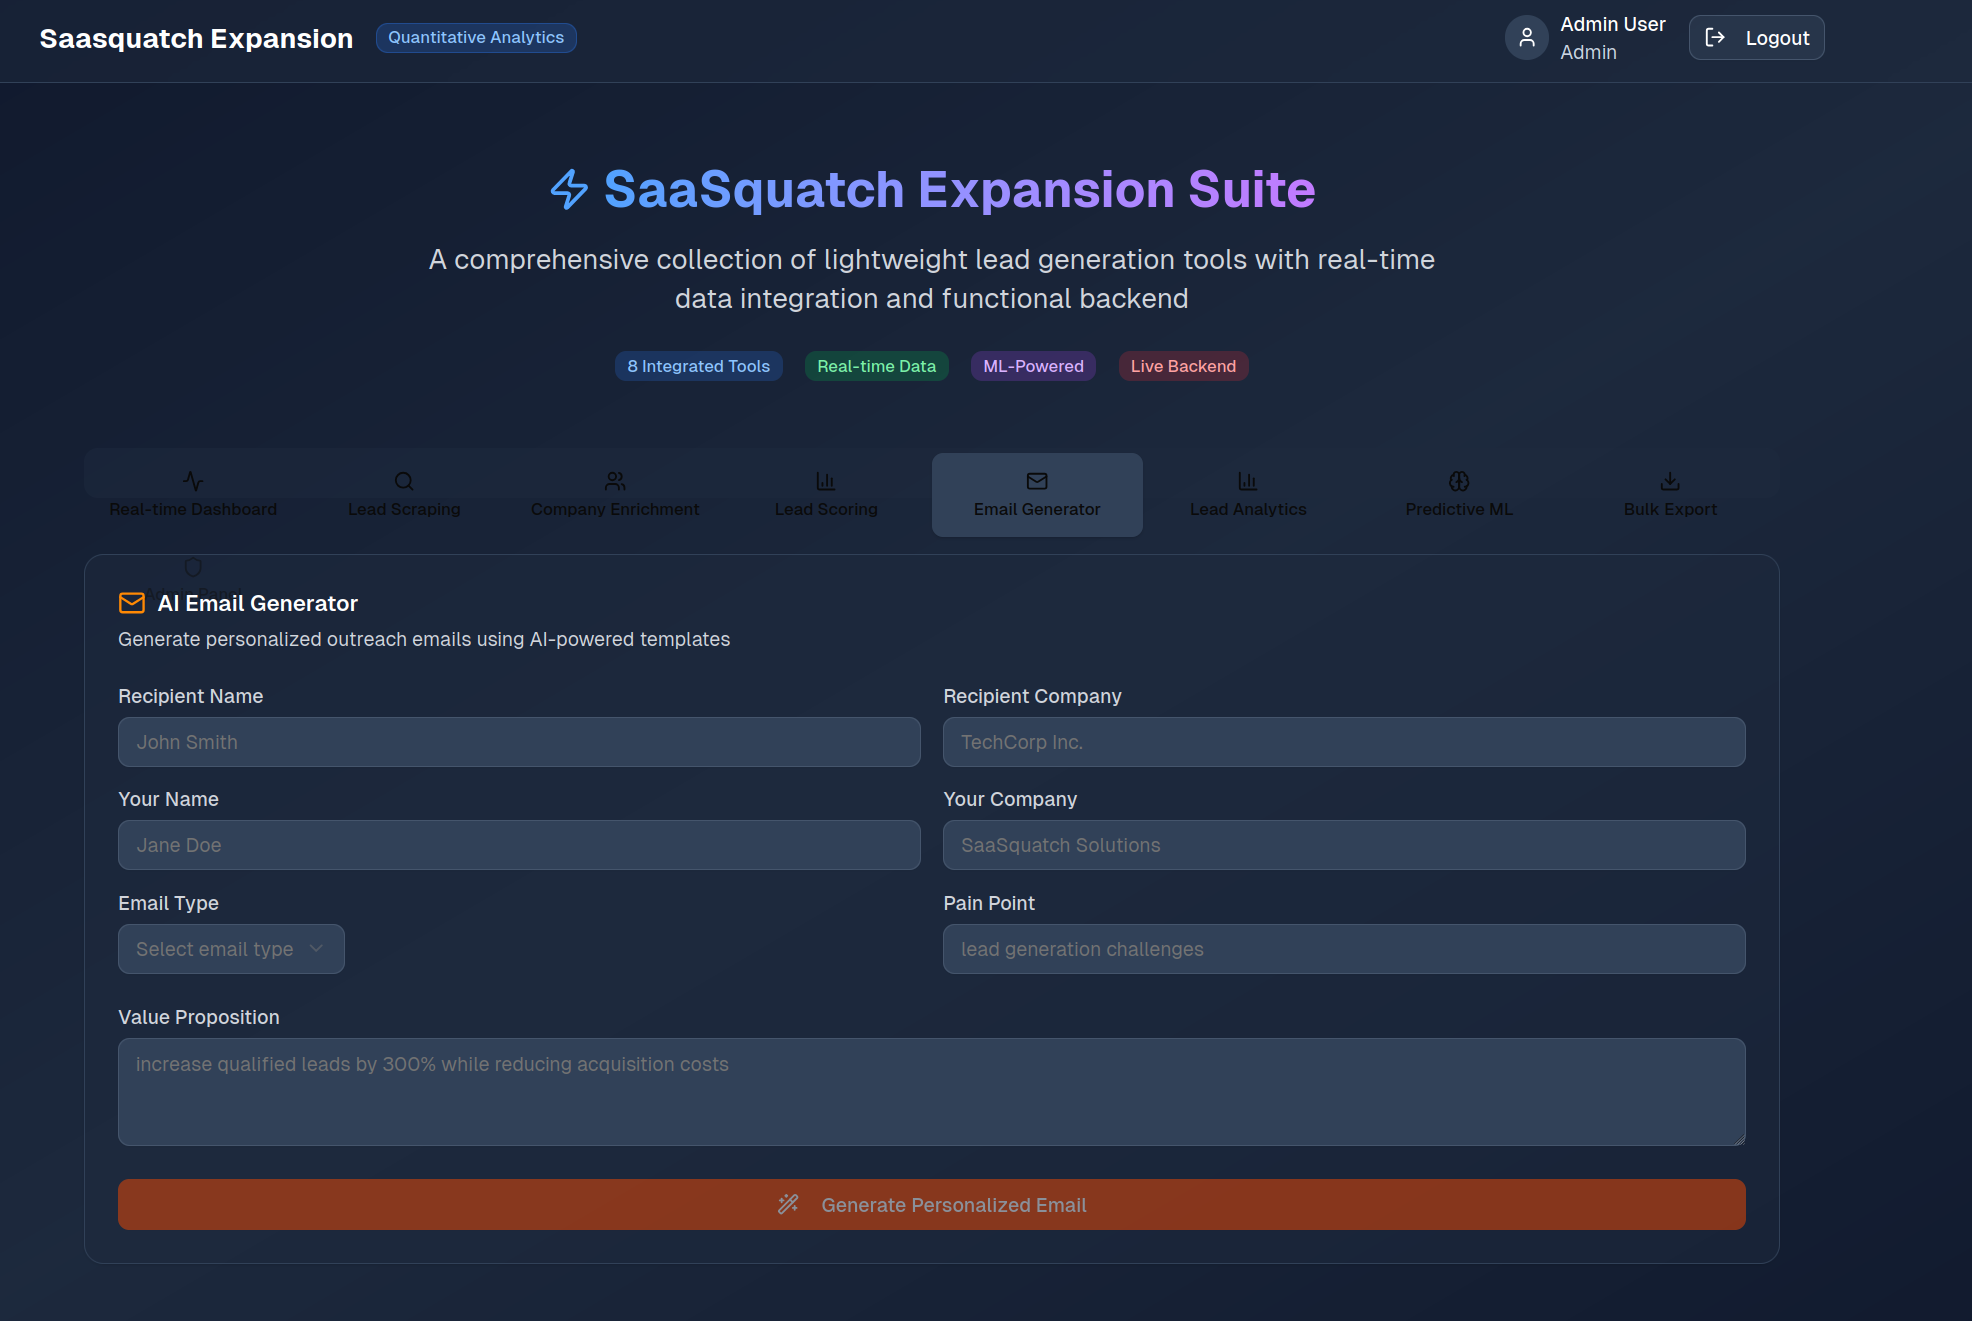 Saasquatch Expansion
Quantitative Analytics
Admin User
Admin
Logout
SaaSquatch Expansion Suite
A comprehensive collection of lightweight lead generation tools with real-time
data integration and functional backend
8 Integrated Tools
Real-time Data
ML-Powered
Live Backend
Real-time Dashboard
Lead Scraping
Company Enrichment
Lead Scoring
Email Generator
Lead Analytics
Predictive ML
Bulk Export
AI Email Generator
Generate personalized outreach emails using AI-powered templates
Recipient Name
Recipient Company
John Smith
TechCorp Inc.
Your Name
Your Company
Jane Doe
SaaSquatch Solutions
Email Type
Pain Point
Select email type
lead generation challenges
Value Proposition
increase qualified leads by 300% while reducing acquisition costs
Generate Personalized Email